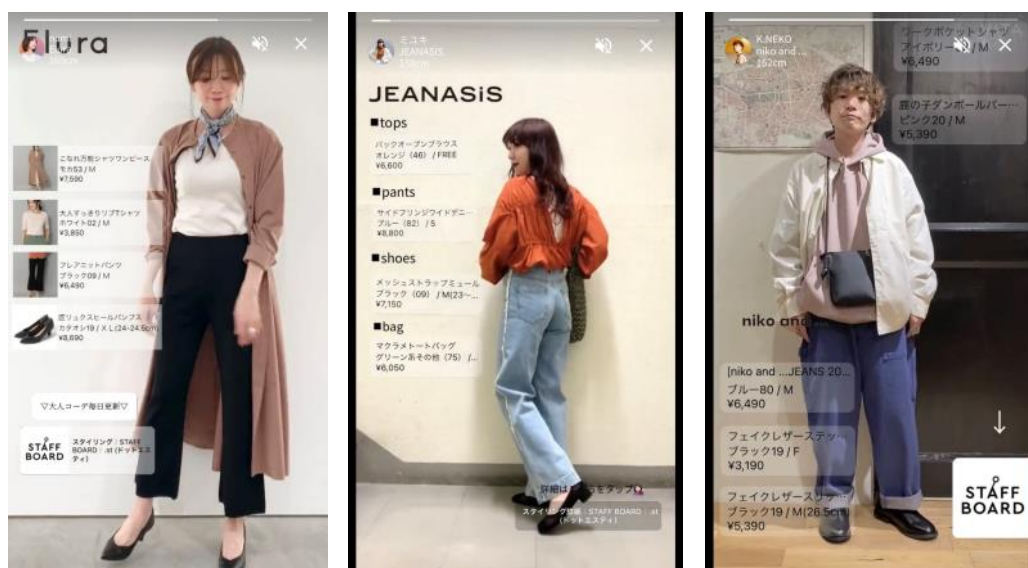 Elura
こなれ万能シャツワンピース
モカ53 / M
¥7,590
大人すっきりリブTシャツ
ホワイト02 / M
¥3,850
フレアニットパンツ
ブラック09 / M
¥6,490
匠リュクスヒールパンプス
カタオシ19 / X L(24-24.5cm)
¥8,690
▽大人コーデ毎日更新▽
STAFF
BOARD
スタイリング：STAFF
BOARD：.st (ドットエス
ティ)
ミユキ
JEANASIS
JEANASiS
■tops
バックオープンブラウス
オレンジ（46）/ FREE
¥6,600
■pants
サイドフリンジワイドデニ…
ブルー（82）/ S
¥8,800
■shoes
メッシュストラップミュール
ブラック（09）/ M(23〜...
¥7,150
■bag
マクラメトートバッグ
グリーン系その他（75）/...
¥6,050
をタップ
STAFF BOARD：.st
(ドットエスティ)
K.NEKO
niko and ...
162cm
ワークポケットシャツ
アイボリー
/ M
¥6,490
鹿の子ダンボールパー…
ピンク20 / M
¥5,390
niko and ...
[niko and ...JEANS 20...
ブルー80 / M
¥6,490
フェイクレザーステッ…
ブラック19 / F
¥3,190
フェイクレザースリッ…
ブラック19 / M(26.5cm)
¥5,390
STAFF
BOARD